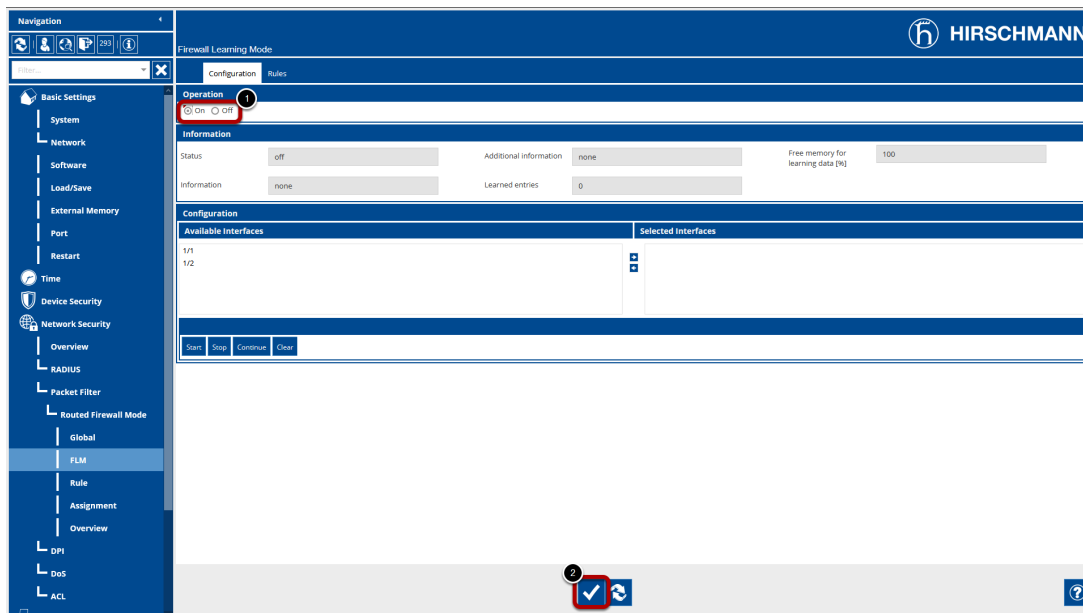 Navigation
HIRSCHMANN
293
Firewall Learning Mode
Filter...
Configuration Rules
Basic Settings
Operation
1
On Off
System
Information
Network
Status off Additional information none Free memory for learning data [%] 100
Software
Load/Save
Information none Learned entries 0
External Memory
Configuration
Port
Available Interfaces Selected Interfaces
Restart
1/1
1/2
Time
Device Security
Network Security
Overview
Start Stop Continue Clear
RADIUS
Packet Filter
Routed Firewall Mode
Global
FLM
Rule
Assignment
Overview
DPI
DoS
ACL
2
?